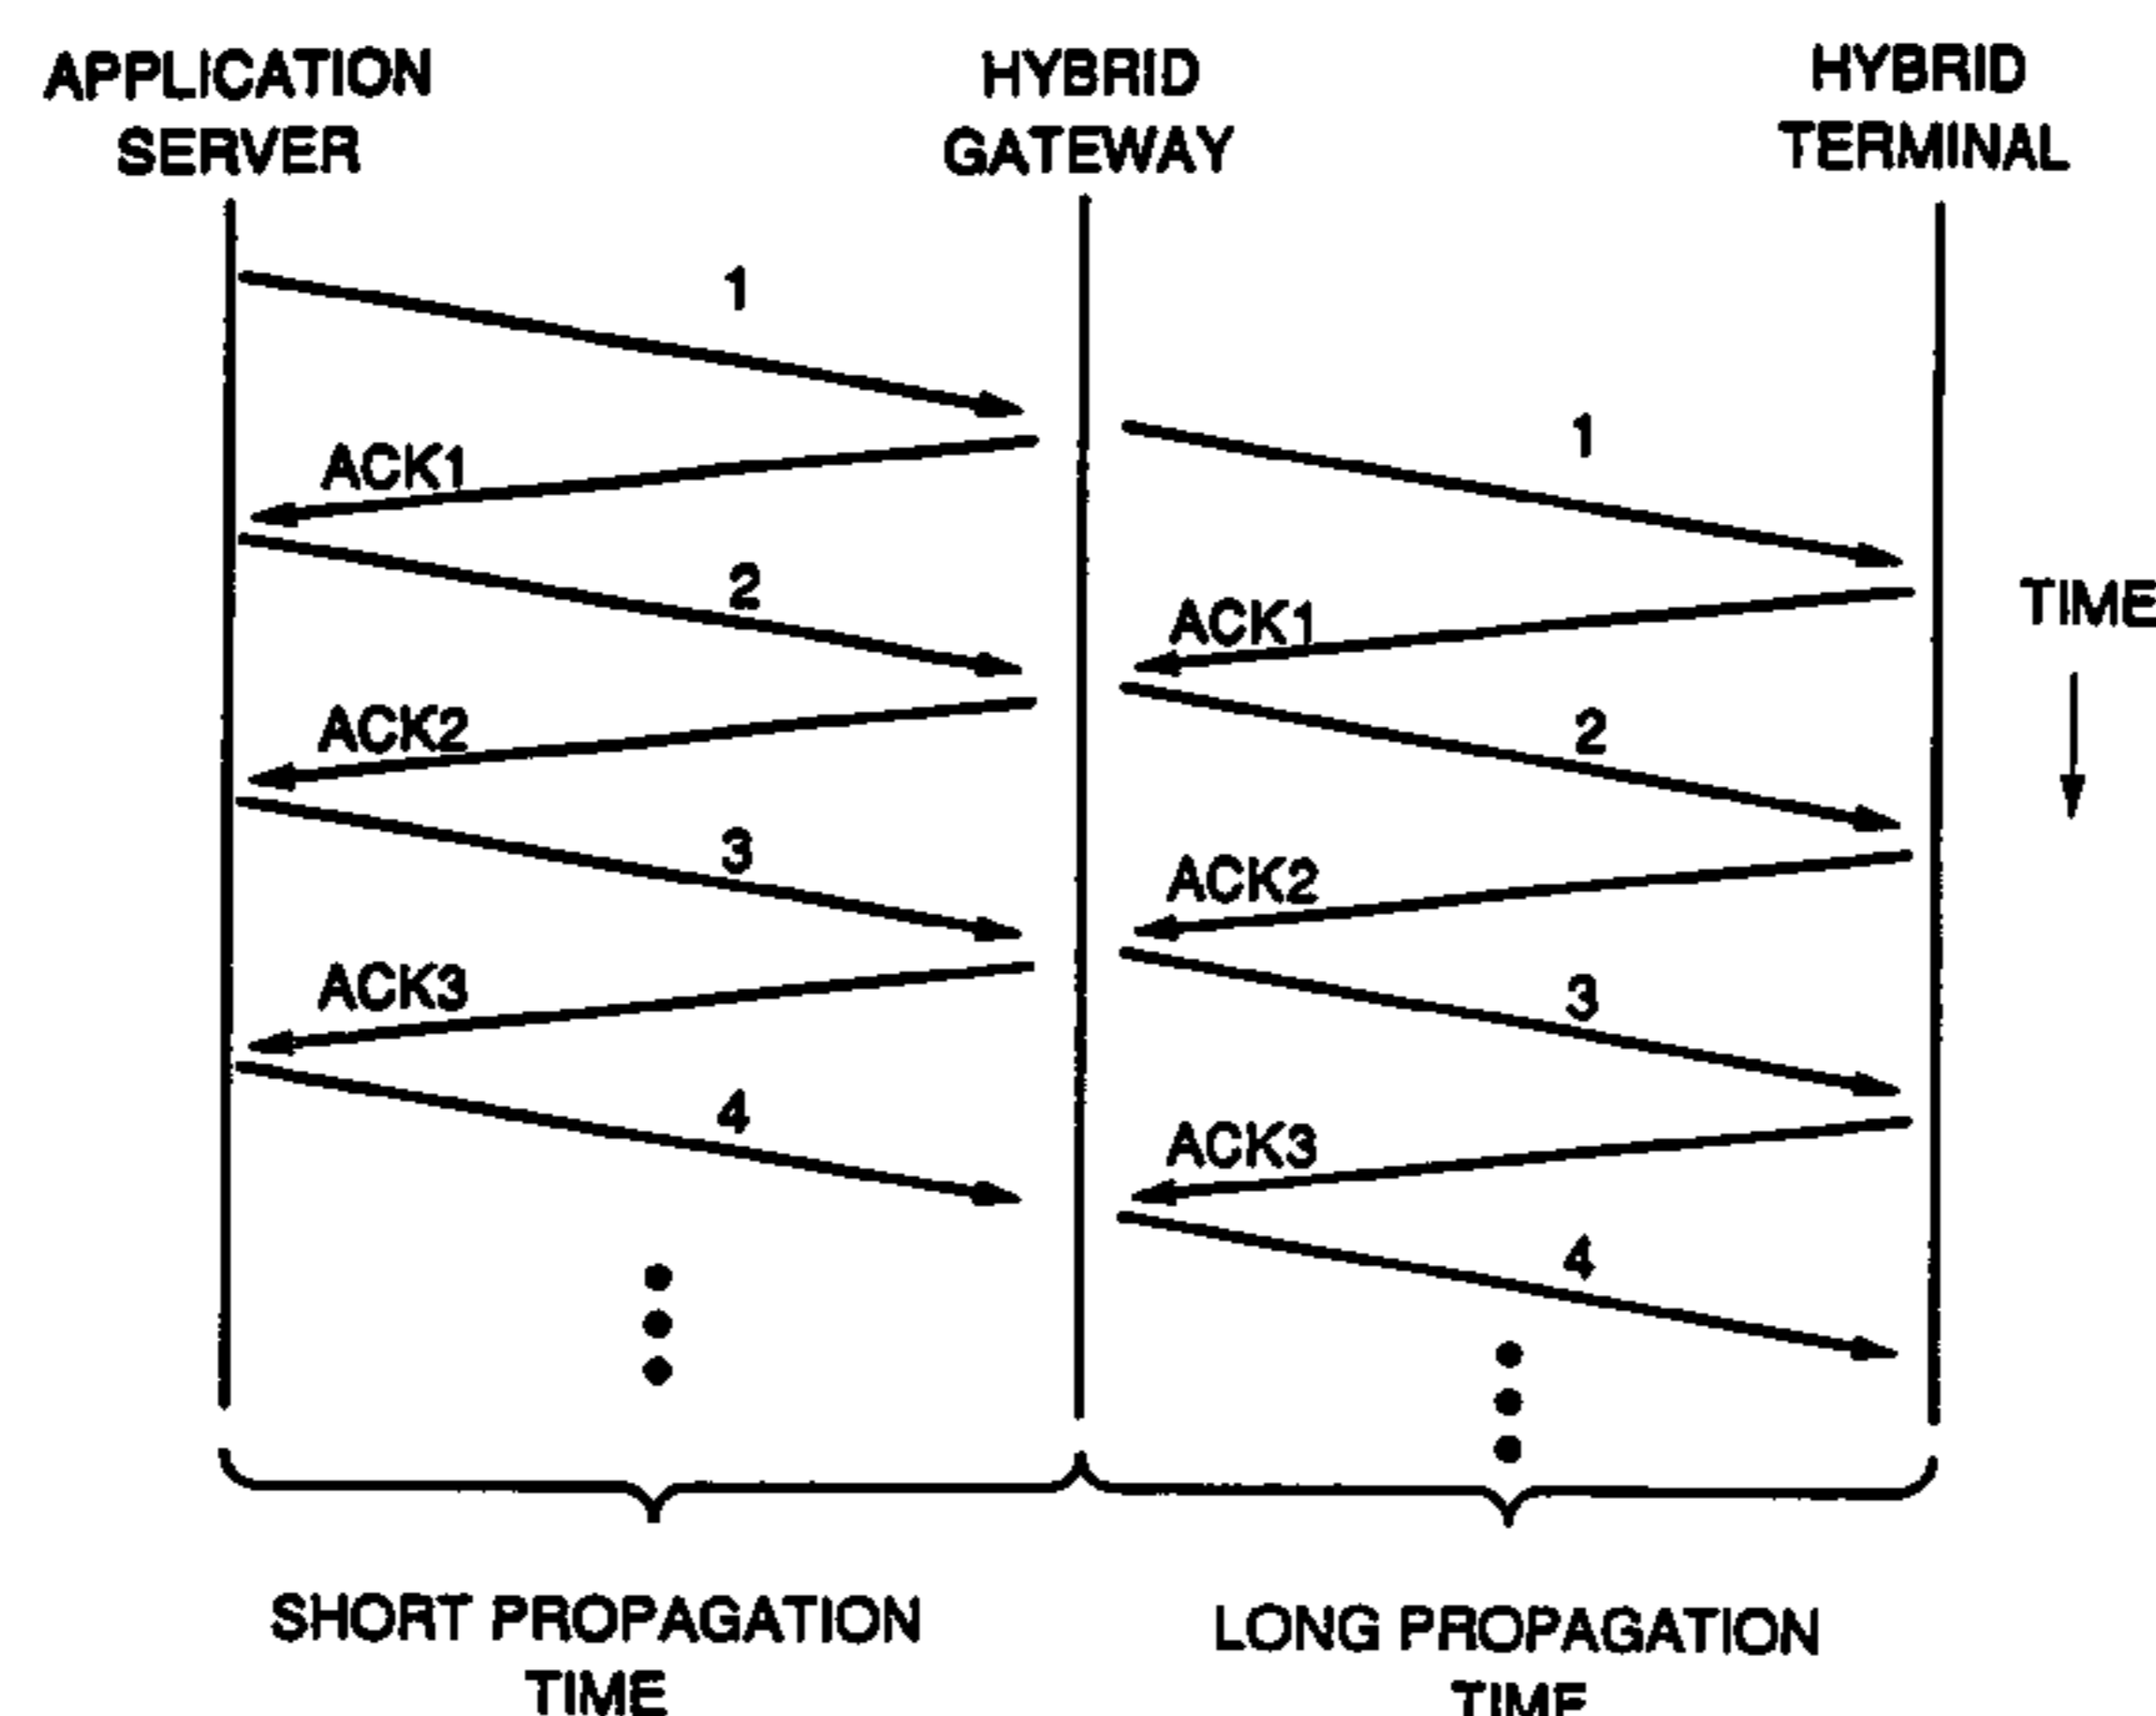 APPLICATION
SERVER
HYBRID
GATEWAY
HYBRID
TERMINAL
1
1
ACK1
2
ACK1
TIME
ACK2
2
3
ACK2
ACK3
3
4
ACK3
4
SHORT PROPAGATION
TIME
LONG PROPAGATION
TIME